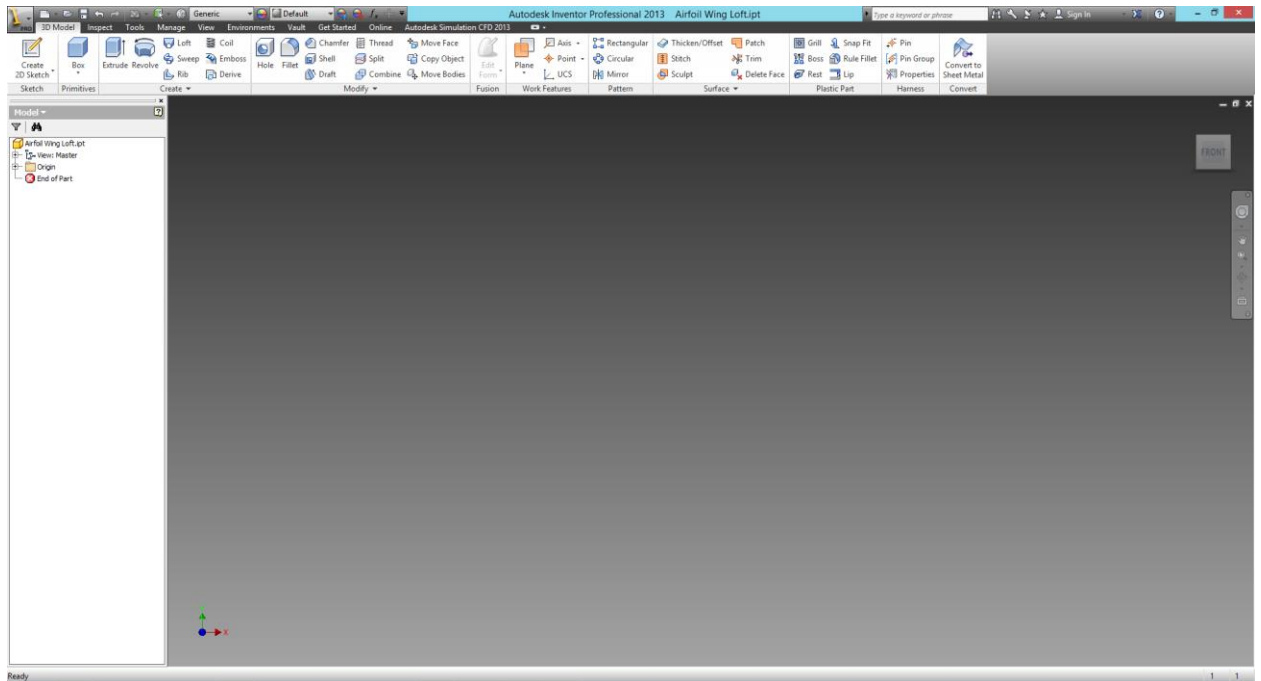 Generic Default Autodesk Inventor Professional 2013 Airfoil Wing Loft.ipt Type a keyword or phrase Sign In
PRO 3D Model Inspect Tools Manage View Environments Vault Get Started Online Autodesk Simulation CFD 2013
Loft Coil Chamfer Thread Move Face Axis Rectangular Thicken/Offset Patch Grill Snap Fit Pin
Create Box Extrude Revolve Sweep Emboss Hole Fillet Shell Split Copy Object Edit Plane Point Circular Stitch Trim Boss Rule Fillet Pin Group Convert to
2D Sketch Rib Derive Draft Combine Move Bodies Form UCS Mirror Sculpt Delete Face Rest Lip Properties Sheet Metal
Sketch Primitives Create Modify Fusion Work Features Pattern Surface Plastic Part Harness Convert
Model
Airfoil Wing Loft.ipt
View: Master
Origin
End of Part
FRONT
X
Ready 1 1